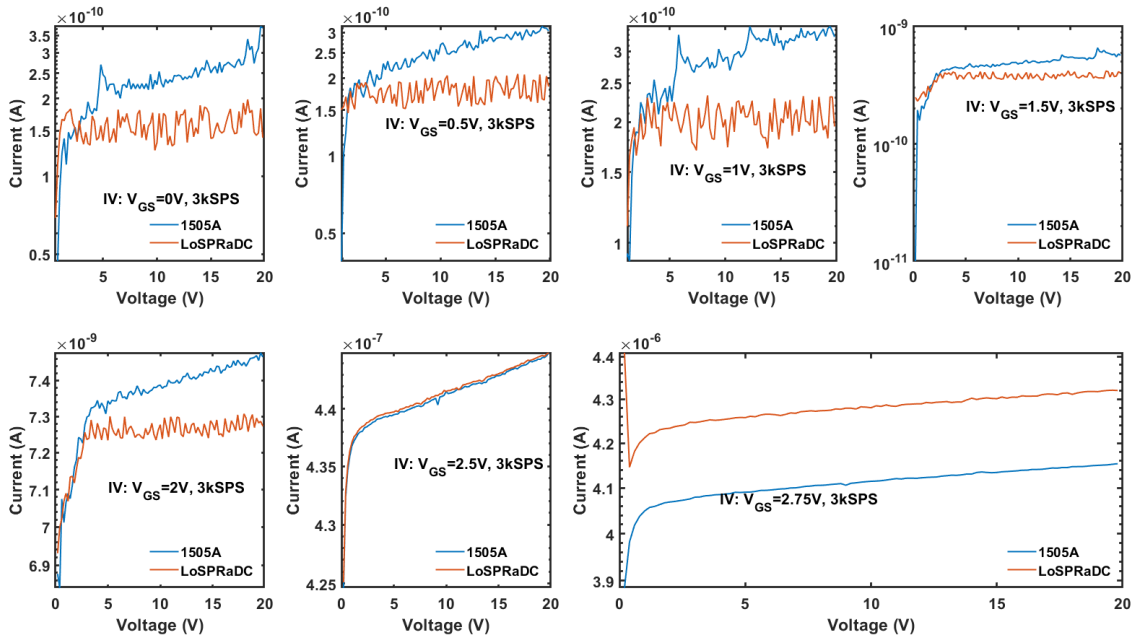 ×10⁻¹⁰
3.5
3
2.5
2
1.5
1
0.5
Current (A)
IV: V_GS=0V, 3kSPS
1505A
LoSPRaDC
5
10
15
20
Voltage (V)
×10⁻¹⁰
3
2.5
2
1.5
1
0.5
Current (A)
IV: V_GS=0.5V, 3kSPS
1505A
LoSPRaDC
0
5
10
15
20
Voltage (V)
×10⁻¹⁰
3
2.5
2
1.5
1
Current (A)
IV: V_GS=1V, 3kSPS
1505A
LoSPRaDC
5
10
15
20
Voltage (V)
10⁻⁹
10⁻¹⁰
10⁻¹¹
Current (A)
IV: V_GS=1.5V, 3kSPS
1505A
LoSPRaDC
0
5
10
15
20
Voltage (V)
×10⁻⁹
7.4
7.3
7.2
7.1
7
6.9
Current (A)
IV: V_GS=2V, 3kSPS
1505A
LoSPRaDC
0
5
10
15
20
Voltage (V)
×10⁻⁷
4.4
4.35
4.3
4.25
Current (A)
IV: V_GS=2.5V, 3kSPS
1505A
LoSPRaDC
0
5
10
15
20
Voltage (V)
×10⁻⁶
4.4
4.3
4.2
4.1
4
3.9
Current (A)
IV: V_GS=2.75V, 3kSPS
1505A
LoSPRaDC
0
5
10
15
20
Voltage (V)